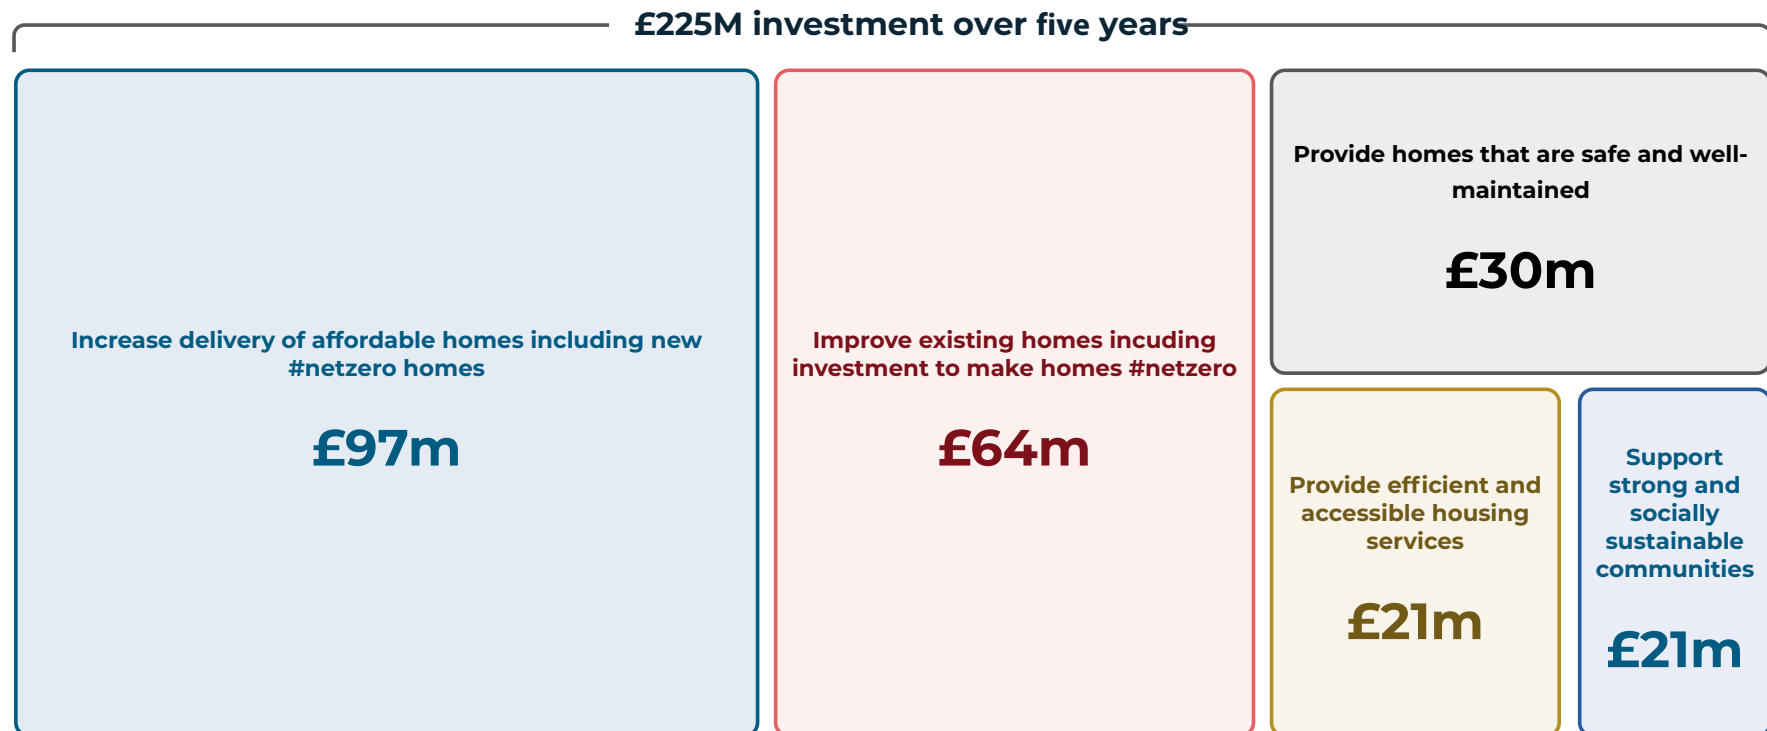 £225M investment over five years
Increase delivery of affordable homes including new
#netzero homes
£97m
Improve existing homes incuding
investment to make homes #netzero
£64m
Provide homes that are safe and well-
maintained
£30m
Provide efficient and
accessible housing
services
£21m
Support
strong and
socially
sustainable
communities
£21m